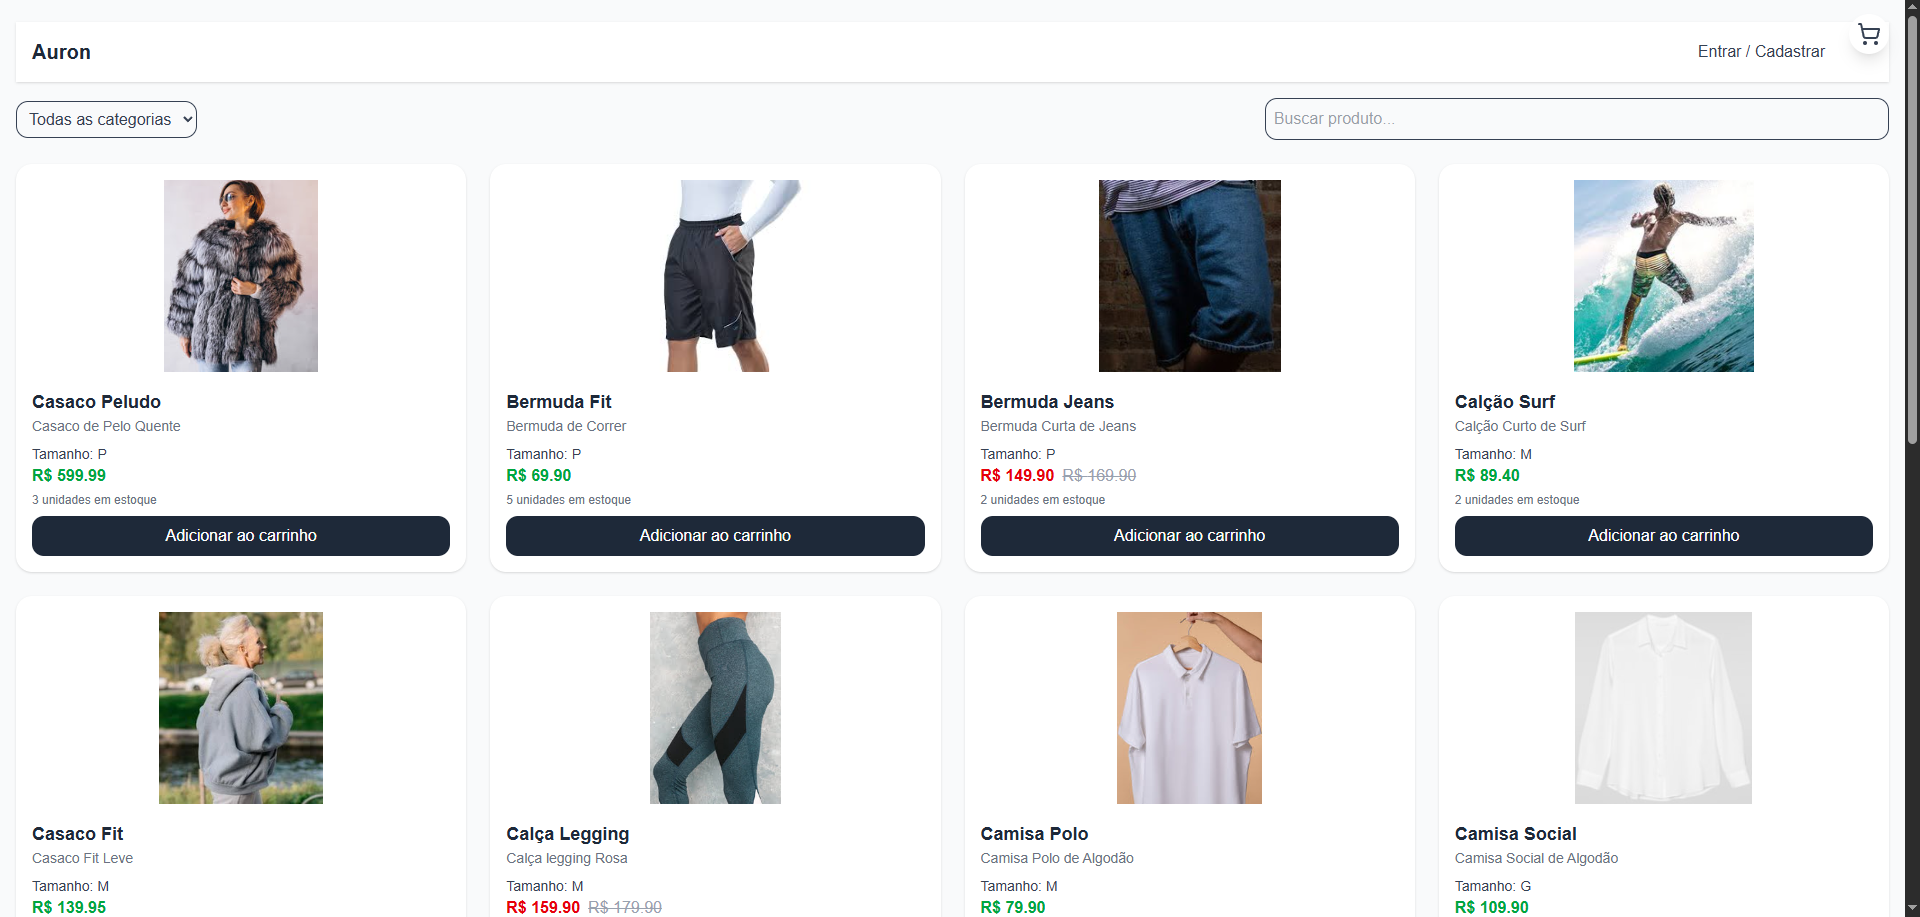 Auron
Entrar / Cadastrar
Todas as categorias
Buscar produto...
Casaco Peludo
Casaco de Pelo Quente
Tamanho: P
R$ 599.99
3 unidades em estoque
Adicionar ao carrinho
Bermuda Fit
Bermuda de Correr
Tamanho: P
R$ 69.90
5 unidades em estoque
Adicionar ao carrinho
Bermuda Jeans
Bermuda Curta de Jeans
Tamanho: P
R$ 149.90 R$ 169.90
2 unidades em estoque
Adicionar ao carrinho
Calção Surf
Calção Curto de Surf
Tamanho: M
R$ 89.40
2 unidades em estoque
Adicionar ao carrinho
Casaco Fit
Casaco Fit Leve
Tamanho: M
R$ 139.95
Calça Legging
Calça legging Rosa
Tamanho: M
R$ 159.90 R$ 179.90
Camisa Polo
Camisa Polo de Algodão
Tamanho: M
R$ 79.90
Camisa Social
Camisa Social de Algodão
Tamanho: G
R$ 109.90